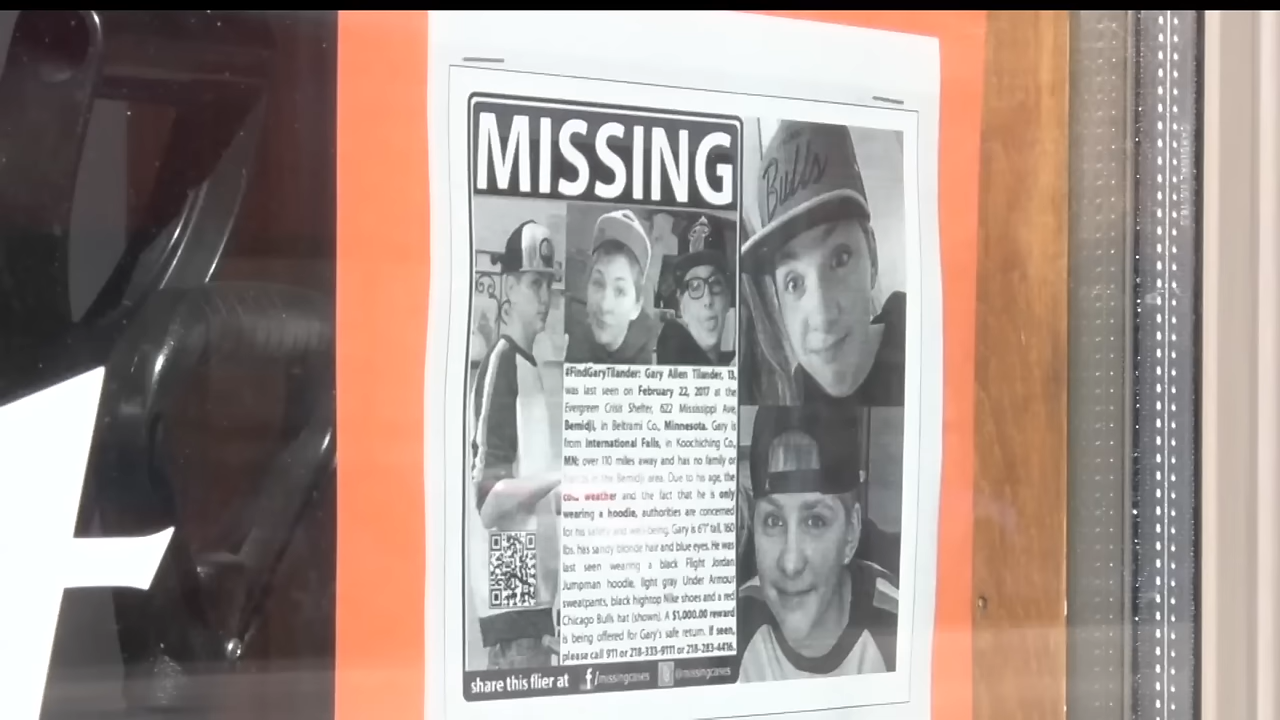 MISSING
Bulls
#FindGaryTilander: Gary Allen Tilander, 13,
was last seen on February 22, 2017 at the
Evergreen Crisis Shelter, 622 Mississippi Ave,
Bemidji, in Beltrami Co., Minnesota. Gary is
from International Falls, in Koochiching Co.,
MN; over 110 miles away and has no family or
in the Bemidji area. Due to his age, the
cold weather and the fact that he is only
wearing a hoodie, authorities are concerned
for his safety and well-being. Gary is 6'1" tall, 160
lbs. has sandy blonde hair and blue eyes. He was
last seen wearing a black Flight Jordan
Jumpman hoodie, light gray Under Armour
sweatpants, black hightop Nike shoes and a red
Chicago Bulls hat (shown). A $1,000.00 reward
is being offered for Gary's safe return. If seen,
please call 911 or 218-333-9111 or 218-283-4416.
share this flier at f/missingcases @missingcases